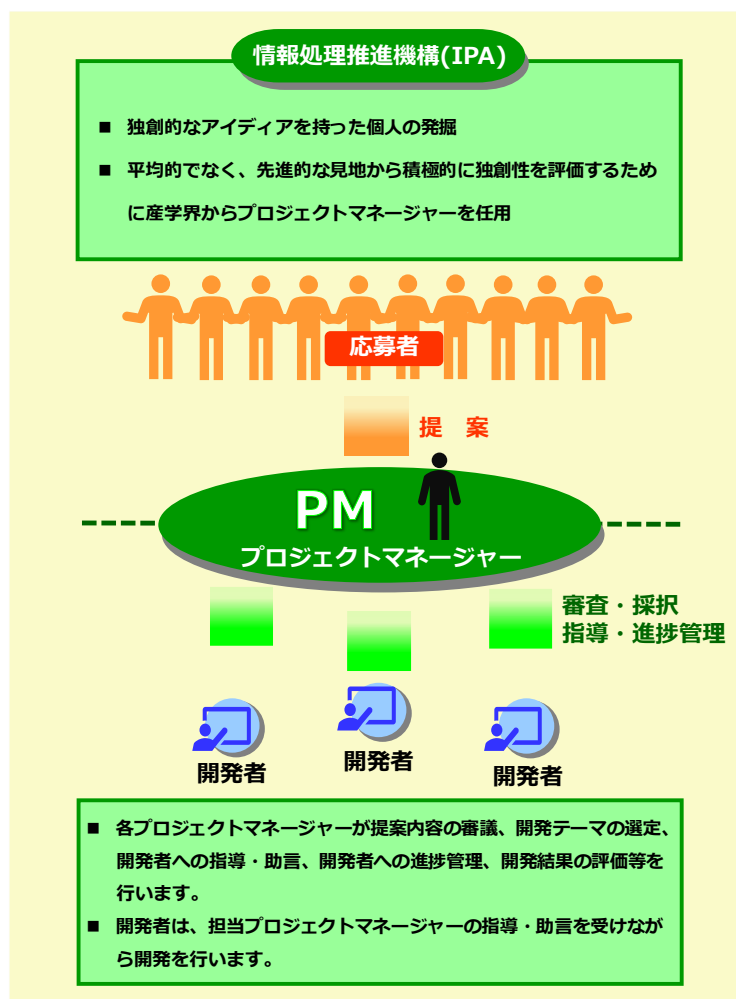 情報処理推進機構(IPA)
■ 独創的なアイディアを持った個人の発掘
■ 平均的でなく、先進的な見地から積極的に独創性を評価するため
に産学界からプロジェクトマネージャーを任用
応募者
提　案
PM
プロジェクトマネージャー
審査・採択
指導・進捗管理
開発者
開発者
開発者
■ 各プロジェクトマネージャーが提案内容の審議、開発テーマの選定、
開発者への指導・助言、開発者への進捗管理、開発結果の評価等を
行います。
■ 開発者は、担当プロジェクトマネージャーの指導・助言を受けなが
ら開発を行います。